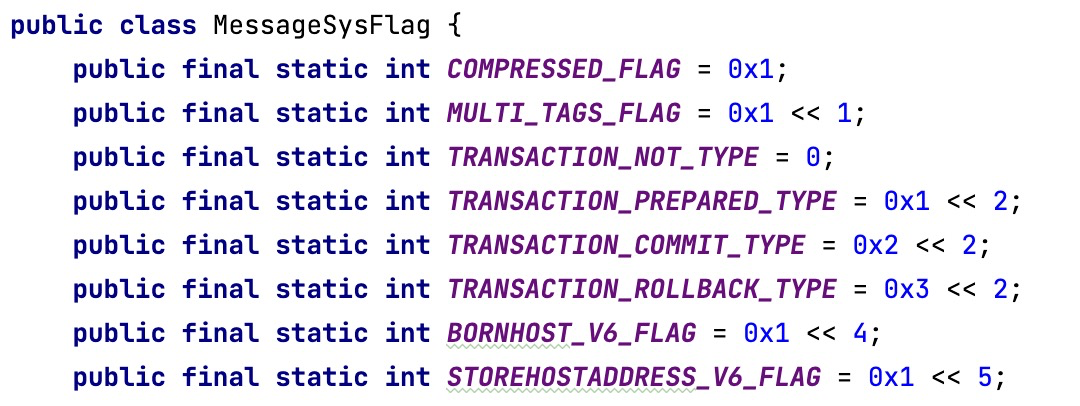 public class MessageSysFlag {
    public final static int COMPRESSED_FLAG = 0x1;
    public final static int MULTI_TAGS_FLAG = 0x1 << 1;
    public final static int TRANSACTION_NOT_TYPE = 0;
    public final static int TRANSACTION_PREPARED_TYPE = 0x1 << 2;
    public final static int TRANSACTION_COMMIT_TYPE = 0x2 << 2;
    public final static int TRANSACTION_ROLLBACK_TYPE = 0x3 << 2;
    public final static int BORNHOST_V6_FLAG = 0x1 << 4;
    public final static int STOREHOSTADDRESS_V6_FLAG = 0x1 << 5;